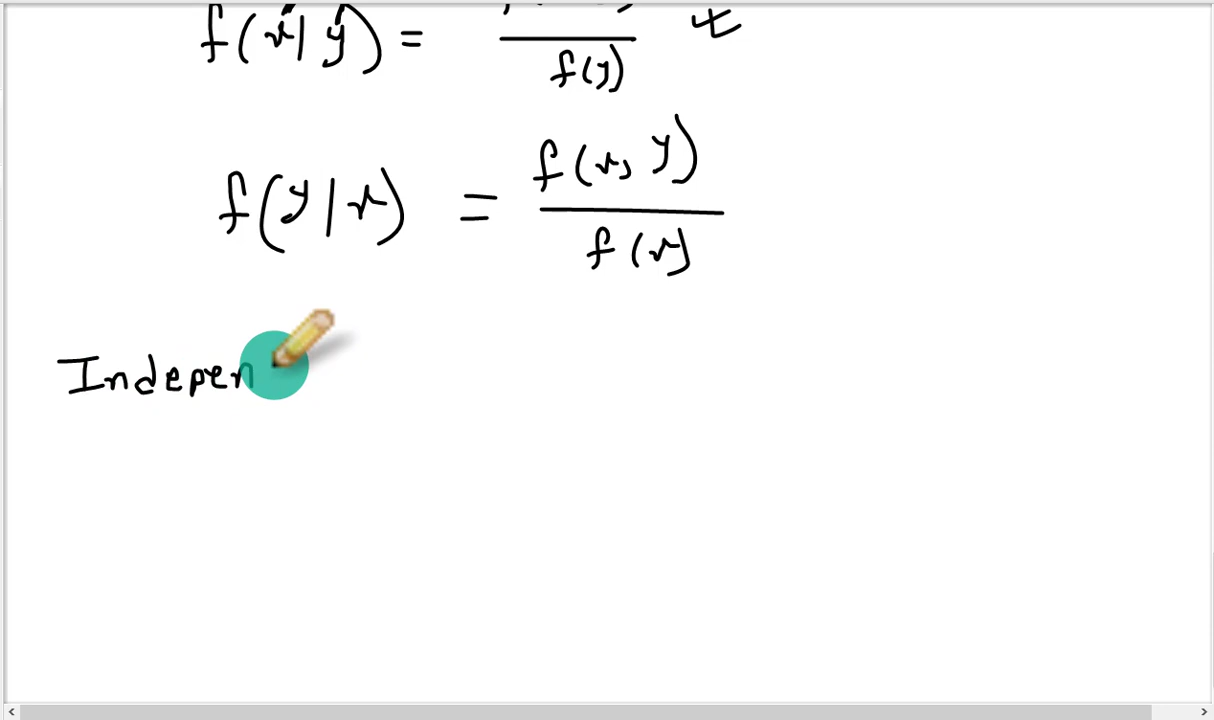 f(x|y) =
f(y)
f(y|x) = f(x, y)
f(x)
Indepen